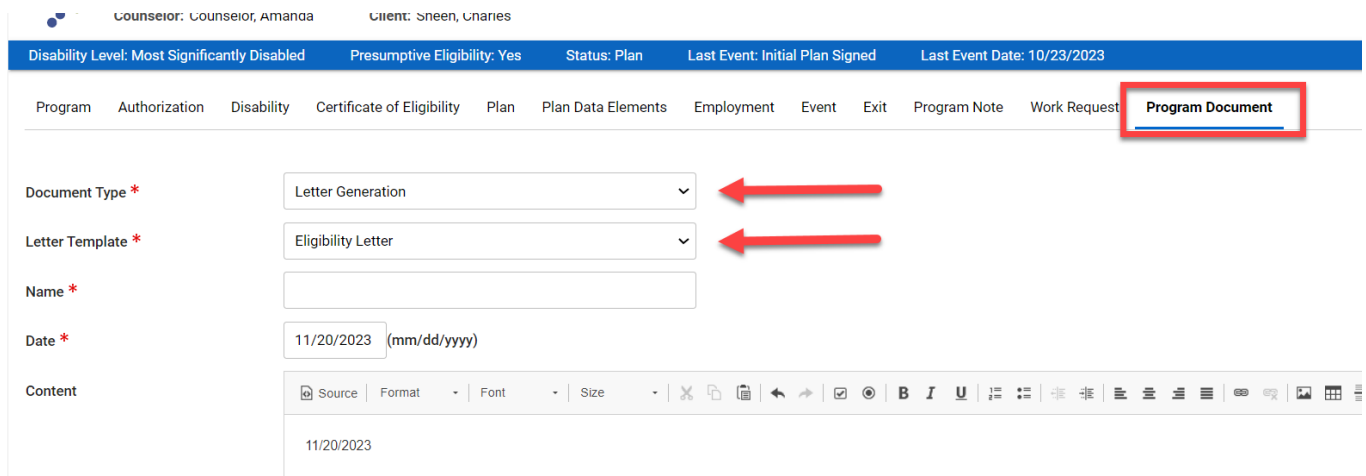 Counselor: Counselor, Amanda Client: Sheen, Charles
Disability Level: Most Significantly Disabled Presumptive Eligibility: Yes Status: Plan Last Event: Initial Plan Signed Last Event Date: 10/23/2023
Program Authorization Disability Certificate of Eligibility Plan Plan Data Elements Employment Event Exit Program Note Work Request Program Document
Document Type * Letter Generation
Letter Template * Eligibility Letter
Name *
Date * 11/20/2023 (mm/dd/yyyy)
Content Source Format Font Size B I U
11/20/2023